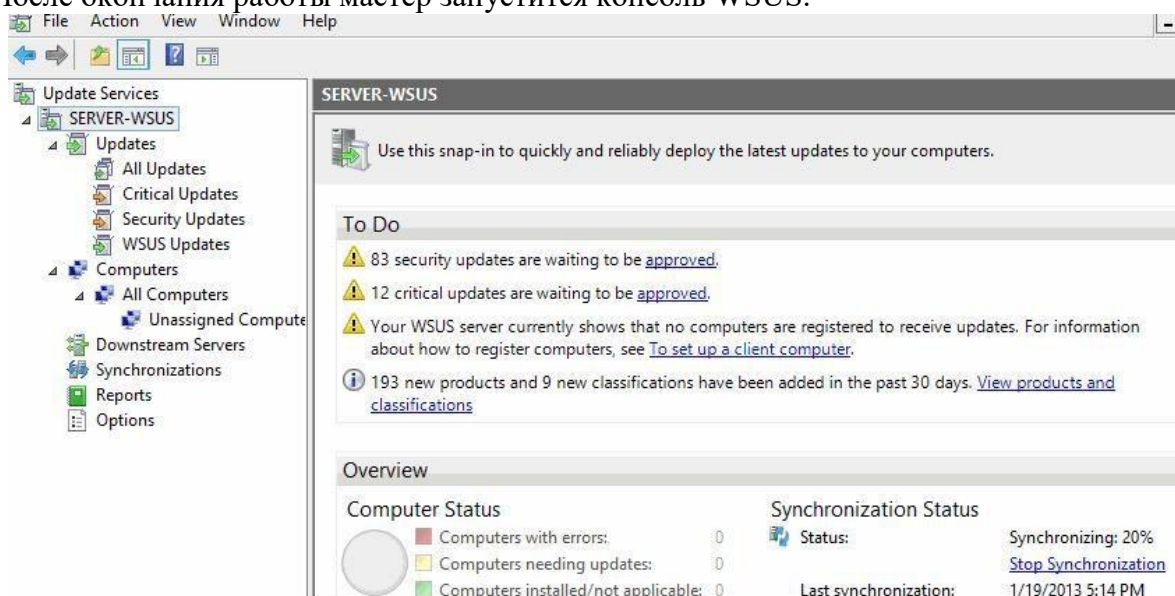 После окончания работы мастер запустится консоль WSUS.
File Action View Window Help
Update Services
SERVER-WSUS
Updates
All Updates
Critical Updates
Security Updates
WSUS Updates
Computers
All Computers
Unassigned Compute
Downstream Servers
Synchronizations
Reports
Options
SERVER-WSUS
Use this snap-in to quickly and reliably deploy the latest updates to your computers.
To Do
83 security updates are waiting to be approved.
12 critical updates are waiting to be approved.
Your WSUS server currently shows that no computers are registered to receive updates. For information
about how to register computers, see To set up a client computer.
193 new products and 9 new classifications have been added in the past 30 days. View products and
classifications
Overview
Computer Status
Computers with errors: 0
Computers needing updates: 0
Computers installed/not applicable: 0
Synchronization Status
Status: Synchronizing: 20%
Stop Synchronization
Last synchronization: 1/19/2013 5:14 PM